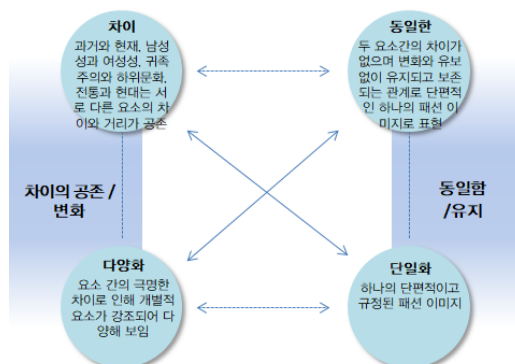 차이
과거와 현재, 남성
성과 여성성, 귀족
주의와 하위문화,
전통과 현대는 서
로 다른 요소의 차
이와 거리가 공존
동일한
두 요소간의 차이가
없으며 변화와 유보
없이 유지되고 보존
되는 관계로 단편적
인 하나의 패션 이
미지로 표현
차이의 공존 /
변화
동일함
/유지
다양화
요소 간의 극명한
차이로 인해 개별적
요소가 강조되어 다
양해 보임
단일화
하나의 단편적이고
규정된 패션 이미지